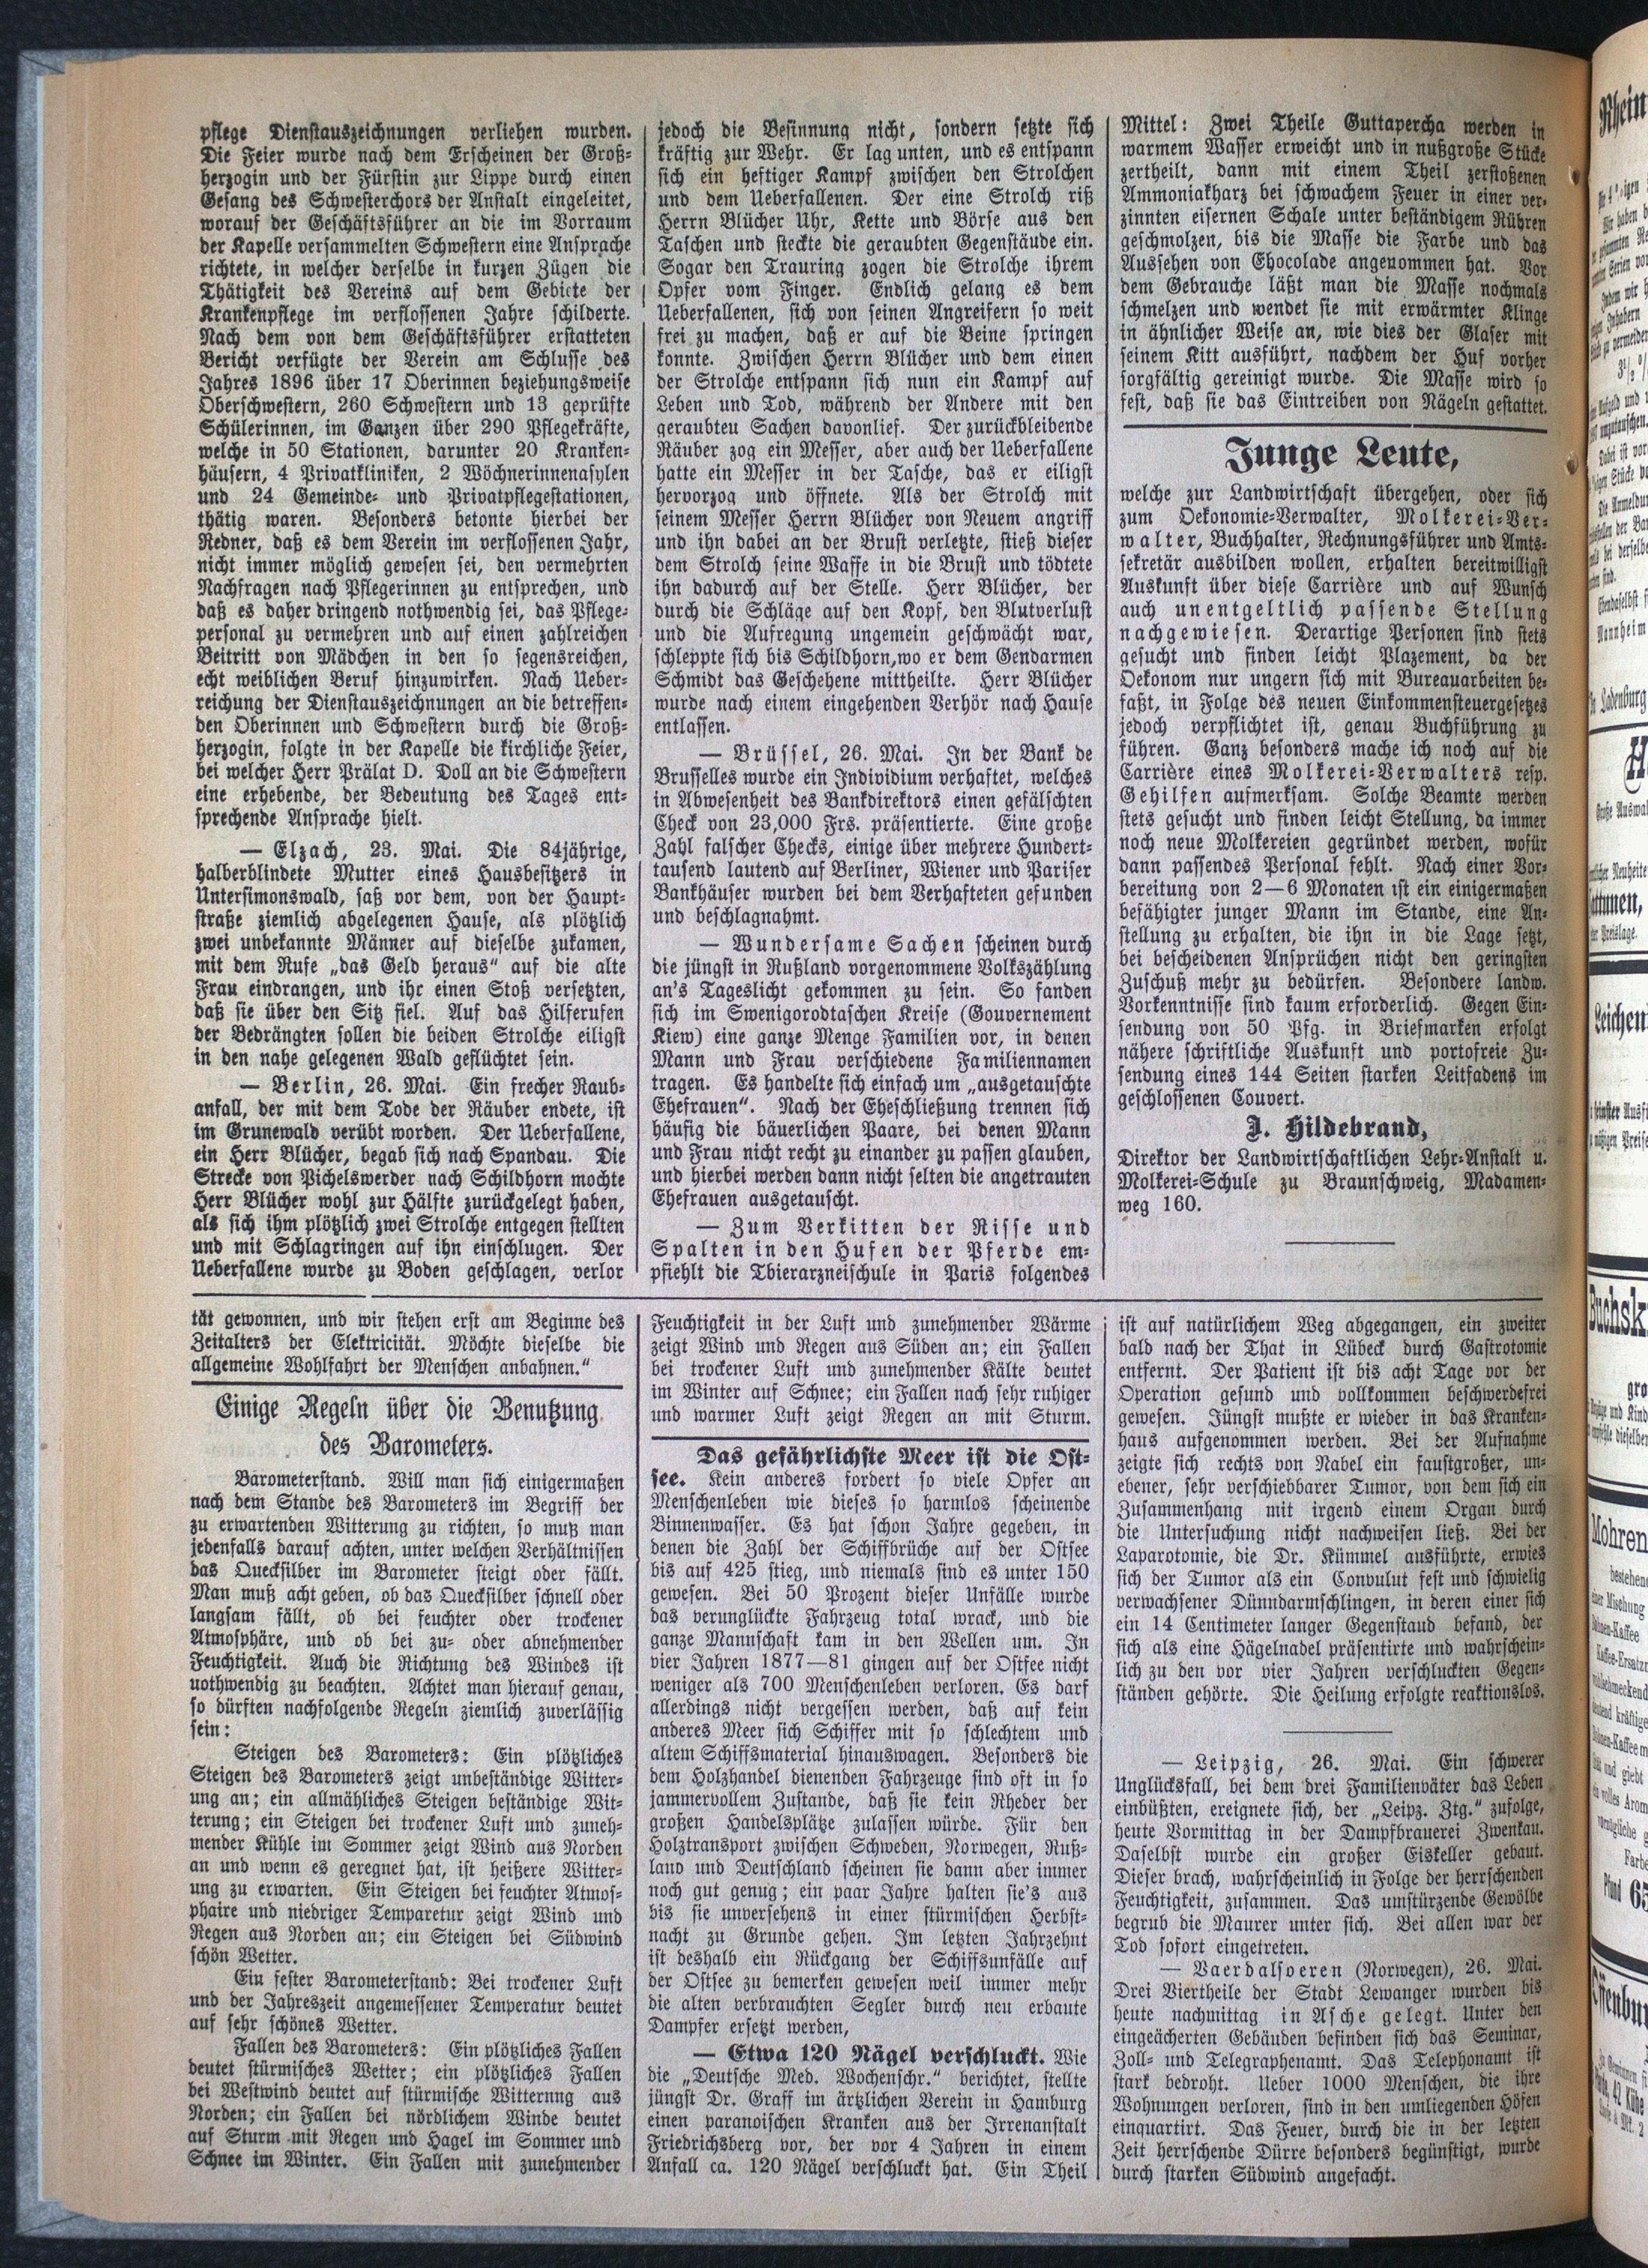 pflege Dienstauszeichnungen verliehen wurden.
Die Feier wurde nach dem Erscheinen der Groß-
herzogin und der Fürstin zur Lippe durch einen
Gesang des Schwesterchors der Anstalt eingeleitet,
worauf der Geschäftsführer an die im Vorraum
der Kapelle versammelten Schwestern eine Ansprache
richtete, in welcher derselbe in kurzen Zügen die
Thätigkeit des Vereins auf dem Gebiete der
Krankenpflege im verflossenen Jahre schilderte.
Nach dem von dem Geschäftsführer erstatteten
Bericht verfügte der Verein am Schlusse des
Jahres 1896 über 17 Oberinnen beziehungsweise
Oberschwestern, 260 Schwestern und 13 geprüfte
Schülerinnen, im Ganzen über 290 Pflegekräfte,
welche in 50 Stationen, darunter 20 Kranken-
häusern, 4 Privatkliniken, 2 Wöchnerinnenasylen
und 24 Gemeinde- und Privatpflegestationen,
thätig waren. Besonders betonte hierbei der
Redner, daß es dem Verein im verflossenen Jahr,
nicht immer möglich gewesen sei, den vermehrten
Nachfragen nach Pflegerinnen zu entsprechen, und
daß es daher dringend nothwendig sei, das Pflege-
personal zu vermehren und auf einen zahlreichen
Beitritt von Mädchen in den so segensreichen,
echt weiblichen Beruf hinzuwirken. Nach Ueber-
reichung der Dienstauszeichnungen an die betreffen-
den Oberinnen und Schwestern durch die Groß-
herzogin, folgte in der Kapelle die kirchliche Feier,
bei welcher Herr Prälat D. Doll an die Schwestern
eine erhebende, der Bedeutung des Tages ent-
sprechende Ansprache hielt.
— Elzach, 23. Mai. Die 84jährige,
halberblindete Mutter eines Hausbesitzers in
Untersimonswald, saß vor dem, von der Haupt-
straße ziemlich abgelegenen Hause, als plötzlich
zwei unbekannte Männer auf dieselbe zukamen,
mit dem Rufe „das Geld heraus“ auf die alte
Frau eindrangen, und ihr einen Stoß versetzten,
daß sie über den Sitz fiel. Auf das Hilferufen
der Bedrängten sollen die beiden Strolche eiligst
in den nahe gelegenen Wald geflüchtet sein.
— Berlin, 26. Mai. Ein frecher Raub-
anfall, der mit dem Tode der Räuber endete, ist
im Grunewald verübt worden. Der Ueberfallene,
ein Herr Blücher, begab sich nach Spandau. Die
Strecke von Pichelswerder nach Schildhorn mochte
Herr Blücher wohl zur Hälfte zurückgelegt haben,
als sich ihm plötzlich zwei Strolche entgegen stellten
und mit Schlagringen auf ihn einschlugen. Der
Ueberfallene wurde zu Boden geschlagen, verlor
jedoch die Besinnung nicht, sondern setzte sich
kräftig zur Wehr. Er lag unten, und es entspann
sich ein heftiger Kampf zwischen den Strolchen
und dem Ueberfallenen. Der eine Strolch riß
Herrn Blücher Uhr, Kette und Börse aus den
Taschen und steckte die geraubten Gegenstäude ein.
Sogar den Trauring zogen die Strolche ihrem
Opfer vom Finger. Endlich gelang es dem
Ueberfallenen, sich von seinen Angreifern so weit
frei zu machen, daß er auf die Beine springen
konnte. Zwischen Herrn Blücher und dem einen
der Strolche entspann sich nun ein Kampf auf
Leben und Tod, während der Andere mit den
geraubteu Sachen davonlief. Der zurückbleibende
Räuber zog ein Messer, aber auch der Ueberfallene
hatte ein Messer in der Tasche, das er eiligst
hervorzog und öffnete. Als der Strolch mit
seinem Messer Herrn Blücher von Neuem angriff
und ihn dabei an der Brust verletzte, stieß dieser
dem Strolch seine Waffe in die Brust und tödtete
ihn dadurch auf der Stelle. Herr Blücher, der
durch die Schläge auf den Kopf, den Blutverlust
und die Aufregung ungemein geschwächt war,
schleppte sich bis Schildhorn,wo er dem Gendarmen
Schmidt das Geschehene mittheilte. Herr Blücher
wurde nach einem eingehenden Verhör nach Hause
entlassen.
— Brüssel, 26. Mai. In der Bank de
Brusselles wurde ein Individium verhaftet, welches
in Abwesenheit des Bankdirektors einen gefälschten
Check von 23,000 Frs. präsentierte. Eine große
Zahl falscher Checks, einige über mehrere Hundert-
tausend lautend auf Berliner, Wiener und Pariser
Bankhäuser wurden bei dem Verhafteten gefunden
und beschlagnahmt.
— Wundersame Sachen scheinen durch
die jüngst in Rußland vorgenommene Volkszählung
an's Tageslicht gekommen zu sein. So fanden
sich im Swenigorodtaschen Kreise (Gouvernement
Kiew) eine ganze Menge Familien vor, in denen
Mann und Frau verschiedene Familiennamen
tragen. Es handelte sich einfach um „ausgetauschte
Ehefrauen“. Nach der Eheschließung trennen sich
häufig die bäuerlichen Paare, bei denen Mann
und Frau nicht recht zu einander zu passen glauben,
und hierbei werden dann nicht selten die angetrauten
Ehefrauen ausgetauscht.
— Zum Verkitten der Risse und
Spalten in den Hufen der Pferde em-
pfiehlt die Tbierarzneischule in Paris folgendes
Mittel: Zwei Theile Guttapercha werden in
warmem Wasser erweicht und in nußgroße Stücke
zertheilt, dann mit einem Theil zerstoßenen
Ammoniakharz bei schwachem Feuer in einer ver-
zinnten eisernen Schale unter beständigem Rühren
geschmolzen, bis die Masse die Farbe und das
Aussehen von Chocolade angenommen hat. Vor
dem Gebrauche läßt man die Masse nochmals
schmelzen und wendet sie mit erwärmter Klinge
in ähnlicher Weise an, wie dies der Glaser mit
seinem Kitt ausführt, nachdem der Huf vorher
sorgfältig gereinigt wurde. Die Masse wird so
fest, daß sie das Eintreiben von Nägeln gestattet.
Junge Leute,
welche zur Landwirtschaft übergehen, oder sich
zum Oekonomie-Verwalter, Molkerei-Ver-
walter, Buchhalter, Rechnungsführer und Amts-
sekretär ausbilden wollen, erhalten bereitwilligst
Auskunft über diese Carrière und auf Wunsch
auch unentgeltlich passende Stellung
nachgewiesen. Derartige Personen sind stets
gesucht und finden leicht Plazement, da der
Oekonom nur ungern sich mit Bureauarbeiten be-
faßt, in Folge des neuen Einkommensteuergesetzes
jedoch verpflichtet ist, genau Buchführung zu
führen. Ganz besonders mache ich noch auf die
Carrière eines Molkerei-Verwalters resp.
Gehilfen aufmerksam. Solche Beamte werden
stets gesucht und finden leicht Stellung, da immer
noch neue Molkereien gegründet werden, wofür
dann passendes Personal fehlt. Nach einer Vor-
bereitung von 2—6 Monaten ist ein einigermaßen
befähigter junger Mann im Stande, eine An-
stellung zu erhalten, die ihn in die Lage setzt,
bei bescheidenen Ansprüchen nicht den geringsten
Zuschuß mehr zu bedürfen. Besondere landw.
Vorkenntnisse sind kaum erforderlich. Gegen Ein-
sendung von 50 Pfg. in Briefmarken erfolgt
nähere schriftliche Auskunft und portofreie Zu-
sendung eines 144 Seiten starken Leitfadens im
geschlossenen Couvert.
J. Hildebrand,
Direktor der Landwirtschaftlichen Lehr-Anstalt u.
Molkerei-Schule zu Braunschweig, Madamen-
weg 160.
tät gewonnen, und wir stehen erst am Beginne des
Zeitalters der Elektricität. Möchte dieselbe die
allgemeine Wohlfahrt der Menschen anbahnen.“
Einige Regeln über die Benutzung
des Barometers.
Barometerstand. Will man sich einigermaßen
nach dem Stande des Barometers im Begriff der
zu erwartenden Witterung zu richten, so muß man
jedenfalls darauf achten, unter welchen Verhältnissen
das Quecksilber im Barometer steigt oder fällt.
Man muß acht geben, ob das Quecksilber schnell oder
langsam fällt, ob bei feuchter oder trockener
Atmosphäre, und ob bei zu- oder abnehmender
Feuchtigkeit. Auch die Richtung des Windes ist
uothwendig zu beachten. Achtet man hierauf genau,
so dürften nachfolgende Regeln ziemlich zuverlässig
sein:
Steigen des Barometers: Ein plötzliches
Steigen des Barometers zeigt unbeständige Witter-
ung an; ein allmähliches Steigen beständige Wit-
terung; ein Steigen bei trockener Luft und zuneh-
mender Kühle im Sommer zeigt Wind aus Norden
an und wenn es geregnet hat, ist heißere Witter-
ung zu erwarten. Ein Steigen bei feuchter Atmos-
phaire und niedriger Temparetur zeigt Wind und
Regen aus Norden an; ein Steigen bei Südwind
schön Wetter.
Ein fester Barometerstand: Bei trockener Luft
und der Jahreszeit angemessener Temperatur deutet
auf sehr schönes Wetter.
Fallen des Barometers: Ein plötzliches Fallen
deutet stürmisches Wetter; ein plötzliches Fallen
bei Westwind deutet auf stürmische Witterung aus
Norden; ein Fallen bei nördlichem Winde deutet
auf Sturm mit Regen und Hagel im Sommer und
Schnee im Winter. Ein Fallen mit zunehmender
Feuchtigkeit in der Luft und zunehmender Wärme
zeigt Wind und Regen aus Süden an; ein Fallen
bei trockener Luft und zunehmender Kälte deutet
im Winter auf Schnee; ein Fallen nach sehr ruhiger
und warmer Luft zeigt Regen an mit Sturm.
Das gefährlichste Meer ist die Ost-
see. Kein anderes fordert so viele Opfer an
Menschenleben wie dieses so harmlos scheinende
Binnenwasser. Es hat schon Jahre gegeben, in
denen die Zahl der Schiffbrüche auf der Ostsee
bis auf 425 stieg, und niemals sind es unter 150
gewesen. Bei 50 Prozent dieser Unfälle wurde
das verunglückte Fahrzeug total wrack, und die
ganze Mannschaft kam in den Wellen um. In
vier Jahren 1877—81 gingen auf der Ostsee nicht
weniger als 700 Menschenleben verloren. Es darf
allerdings nicht vergessen werden, daß auf kein
anderes Meer sich Schiffer mit so schlechtem und
altem Schiffsmaterial hinauswagen. Besonders die
dem Holzhandel dienenden Fahrzeuge sind oft in so
jammervollem Zustande, daß sie kein Rheder der
großen Handelsplätze zulassen würde. Für den
Holztransport zwischen Schweden, Norwegen, Ruß-
land und Deutschland scheinen sie dann aber immer
noch gut genug; ein paar Jahre halten sie's aus
bis sie unversehens in einer stürmischen Herbst-
nacht zu Grunde gehen. Im letzten Jahrzehnt
ist deshalb ein Rückgang der Schiffsunfälle auf
der Ostsee zu bemerken gewesen weil immer mehr
die alten verbrauchten Segler durch neu erbaute
Dampfer ersetzt werden,
— Etwa 120 Nägel verschluckt. Wie
die „Deutsche Med. Wochenschr.“ berichtet, stellte
jüngst Dr. Graff im ärtzlichen Verein in Hamburg
einen paranoischen Kranken aus der Irrenanstalt
Friedrichsberg vor, der vor 4 Jahren in einem
Anfall ca. 120 Nägel verschluckt hat. Ein Theil
ist auf natürlichem Weg abgegangen, ein zweiter
bald nach der That in Lübeck durch Gastrotomie
entfernt. Der Patient ist bis acht Tage vor der
Operation gesund und vollkommen beschwerdefrei
gewesen. Jüngst mußte er wieder in das Kranken-
haus aufgenommen werden. Bei der Aufnahme
zeigte sich rechts von Nabel ein faustgroßer, un-
ebener, sehr verschiebbarer Tumor, von dem sich ein
Zusammenhang mit irgend einem Organ durch
die Untersuchung nicht nachweisen ließ. Bei der
Laparotomie, die Dr. Kümmel ausführte, erwies
sich der Tumor als ein Convulut fest und schwielig
verwachsener Dünndarmschlingen, in deren einer sich
ein 14 Centimeter langer Gegenstand befand, der
sich als eine Hägelnadel präsentirte und wahrschein-
lich zu den vor vier Jahren verschluckten Gegen-
ständen gehörte. Die Heilung erfolgte reaktionslos.
— Leipzig, 26. Mai. Ein schwerer
Unglücksfall, bei dem drei Familienväter das Leben
einbüßten, ereignete sich, der „Leipz. Ztg.“ zufolge,
heute Vormittag in der Dampfbrauerei Zwenkau.
Daselbst wurde ein großer Eiskeller gebaut.
Dieser brach, wahrscheinlich in Folge der herrschenden
Feuchtigkeit, zusammen. Das umstürzende Gewölbe
begrub die Maurer unter sich. Bei allen war der
Tod sofort eingetreten.
— Vaerdalsoeren (Norwegen), 26. Mai.
Drei Viertheile der Stadt Lewanger wurden bis
heute nachmittag in Asche gelegt. Unter den
eingeächerten Gebäuden befinden sich das Seminar,
Zoll- und Telegraphenamt. Das Telephonamt ist
stark bedroht. Ueber 1000 Menschen, die ihre
Wohnungen verloren, sind in den umliegenden Höfen
einquartirt. Das Feuer, durch die in der letzten
Zeit herrschende Dürre besonders begünstigt, wurde
durch starken Südwind angefacht.